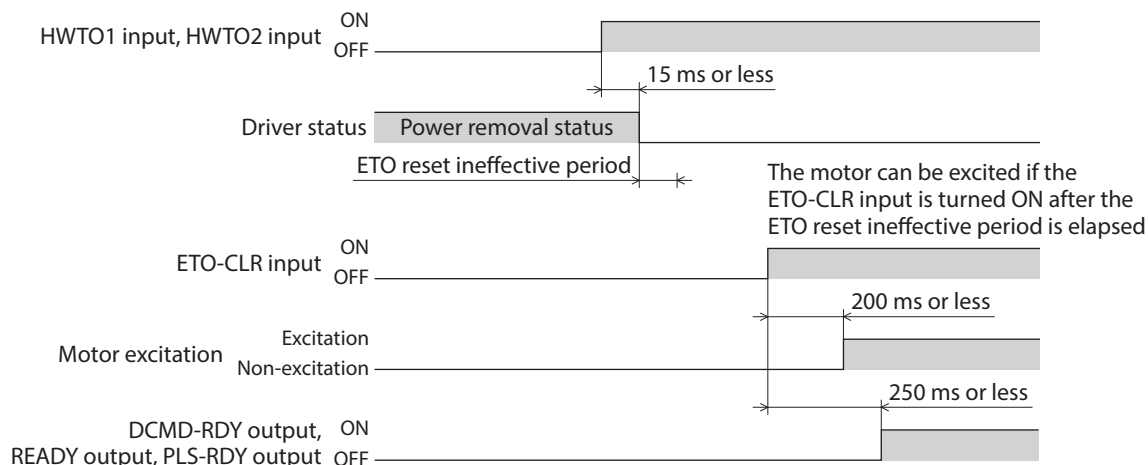 ON
HWTO1 input, HWTO2 input
OFF
15 ms or less
Driver status
Power removal status
ETO reset ineffective period
The motor can be excited if the
ETO-CLR input is turned ON after the
ETO reset ineffective period is elapsed
ON
ETO-CLR input
OFF
200 ms or less
Excitation
Motor excitation
Non-excitation
250 ms or less
DCMD-RDY output,
ON
READY output, PLS-RDY output
OFF